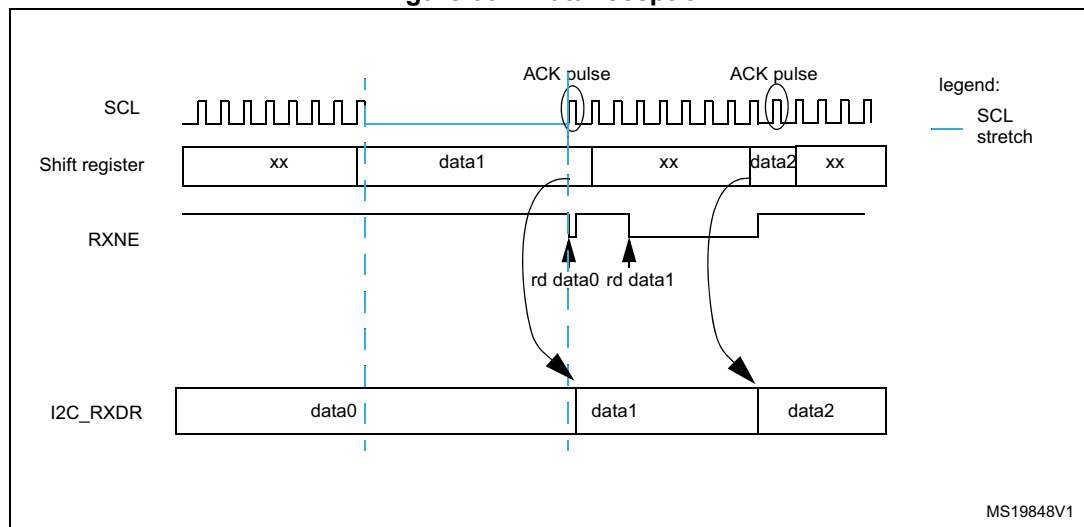 ACK pulse ACK pulse
legend:
SCL
SCL
stretch
Shift register xx data1 xx data2 xx
RXNE
rd data0 rd data1
I2C_RXDR data0 data1 data2
MS19848V1